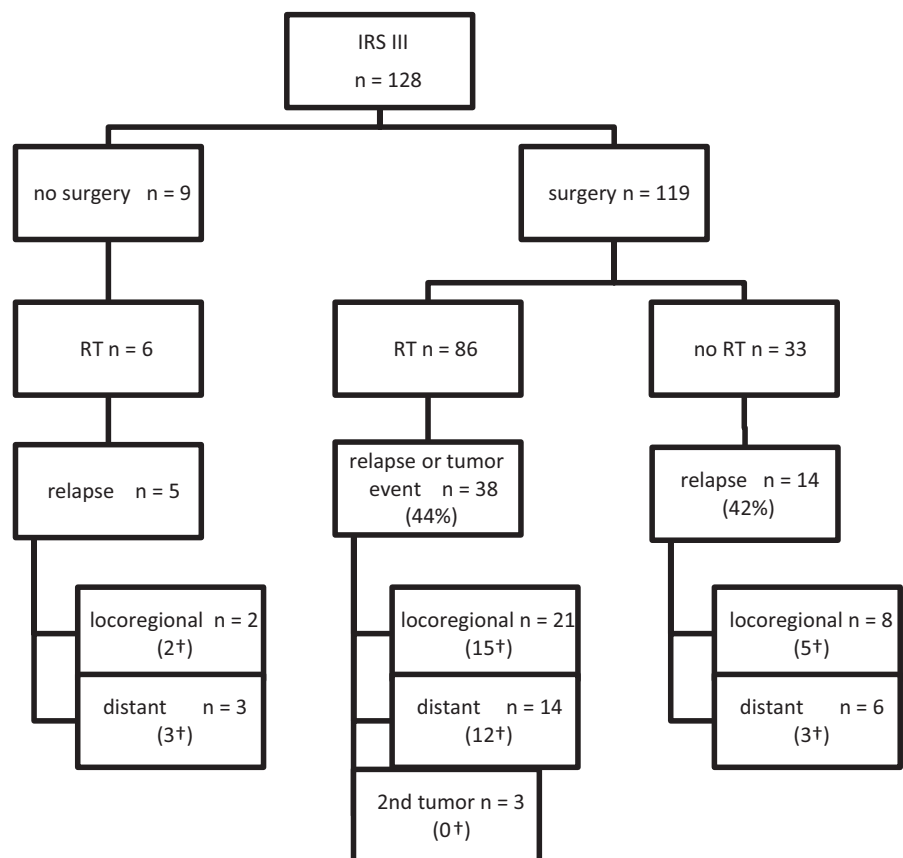 IRS III
n = 128
no surgery n = 9
surgery n = 119
RT n = 6
RT n = 86
no RT n = 33
relapse n = 5
relapse or tumor
event n = 38
(44%)
relapse n = 14
(42%)
locoregional n = 2
(2†)
locoregional n = 21
(15†)
locoregional n = 8
(5†)
distant n = 3
(3†)
distant n = 14
(12†)
distant n = 6
(3†)
2nd tumor n = 3
(0†)